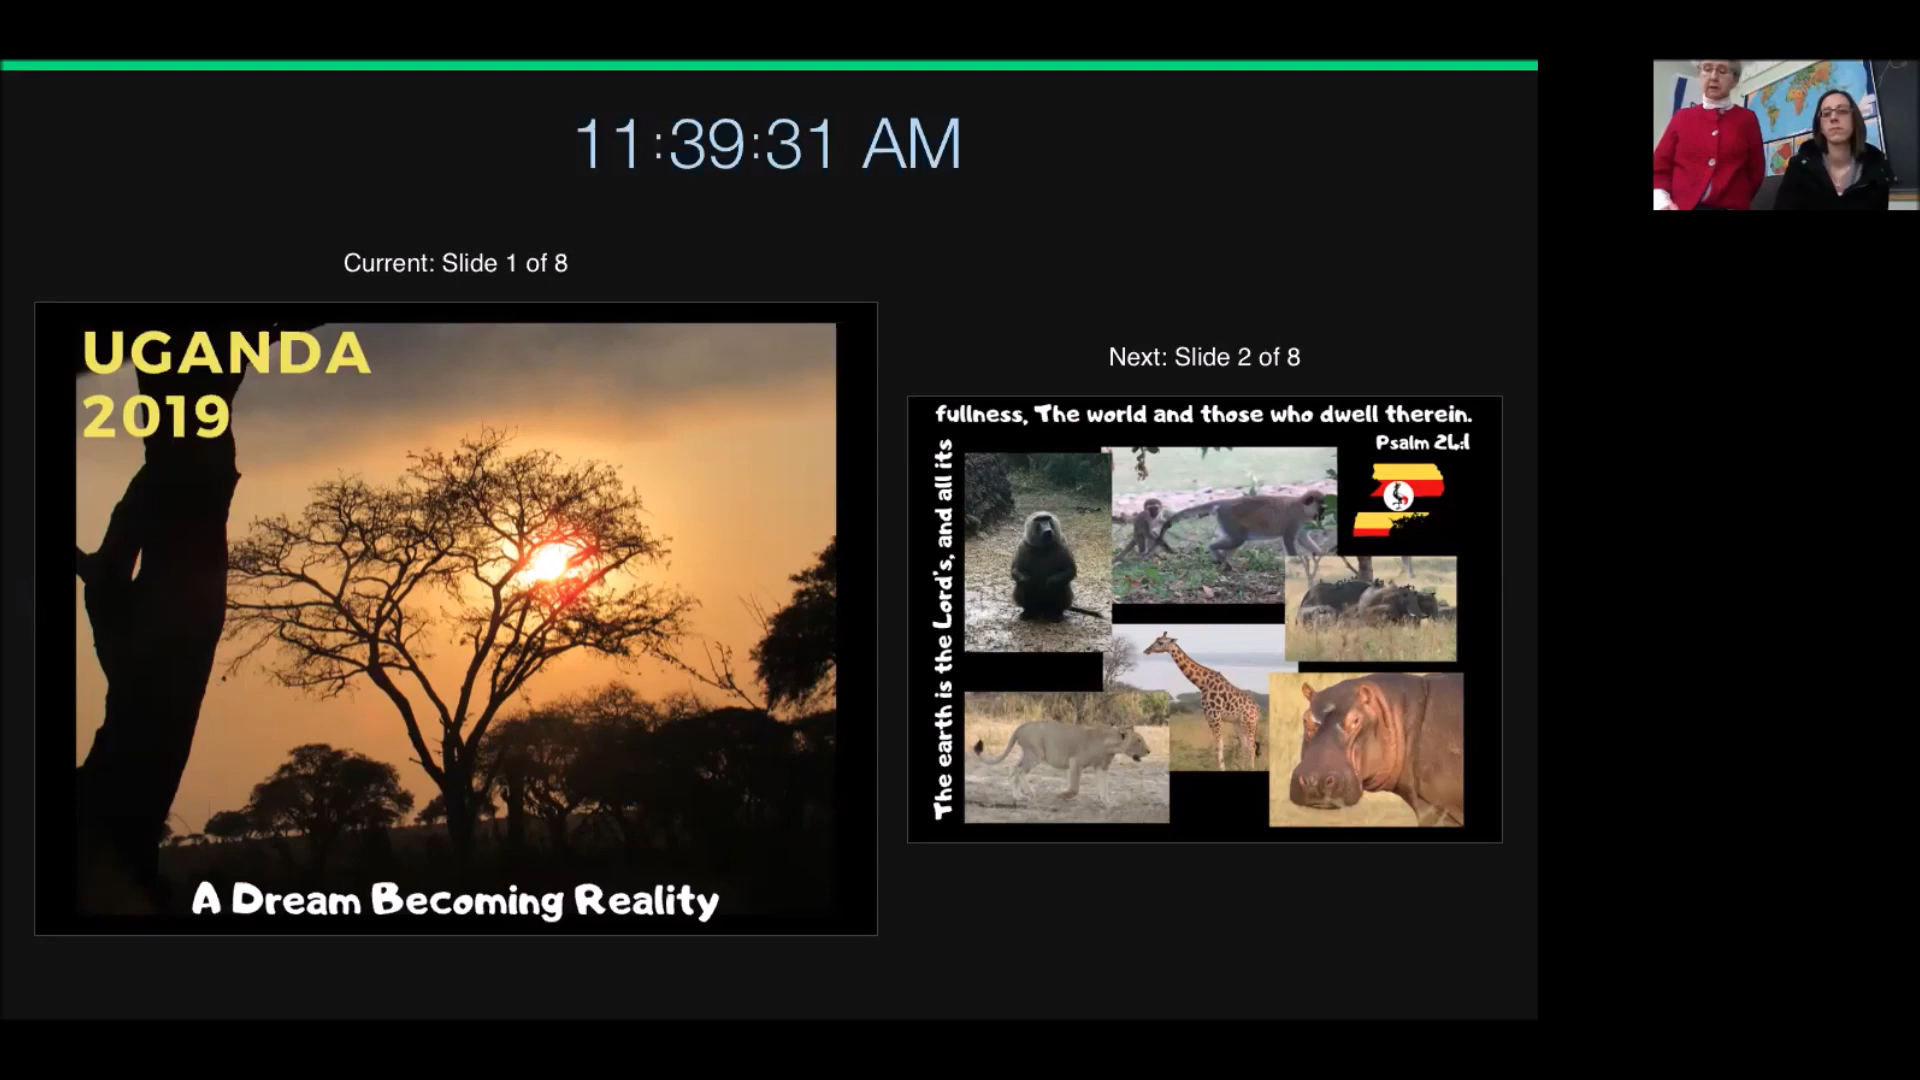 11:39:31 AM
Current: Slide 1 of 8
UGANDA
2019
A Dream Becoming Reality
Next: Slide 2 of 8
The earth is the Lord's, and all its
fullness, The world and those who dwell therein.
Psalm 24:1